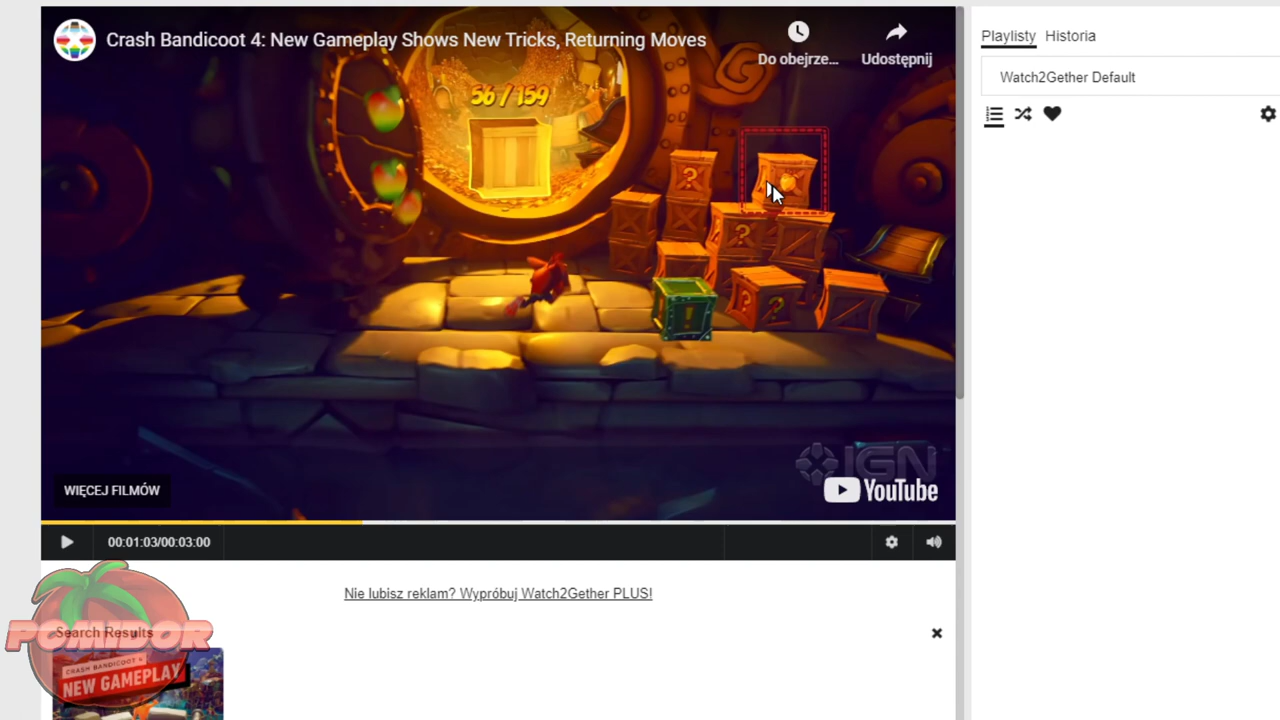 Crash Bandicoot 4: New Gameplay Shows New Tricks, Returning Moves
Do obejrze...
Udostępnij
Playlisty
Historia
Watch2Gether Default
56 / 159
?
?
?
?
!
IGN
WIĘCEJ FILMÓW
YouTube
00:01:03/00:03:00
Nie lubisz reklam? Wypróbuj Watch2Gether PLUS!
Search Results
POMIDOR
CRASH BANDICOOT 4
NEW GAMEPLAY